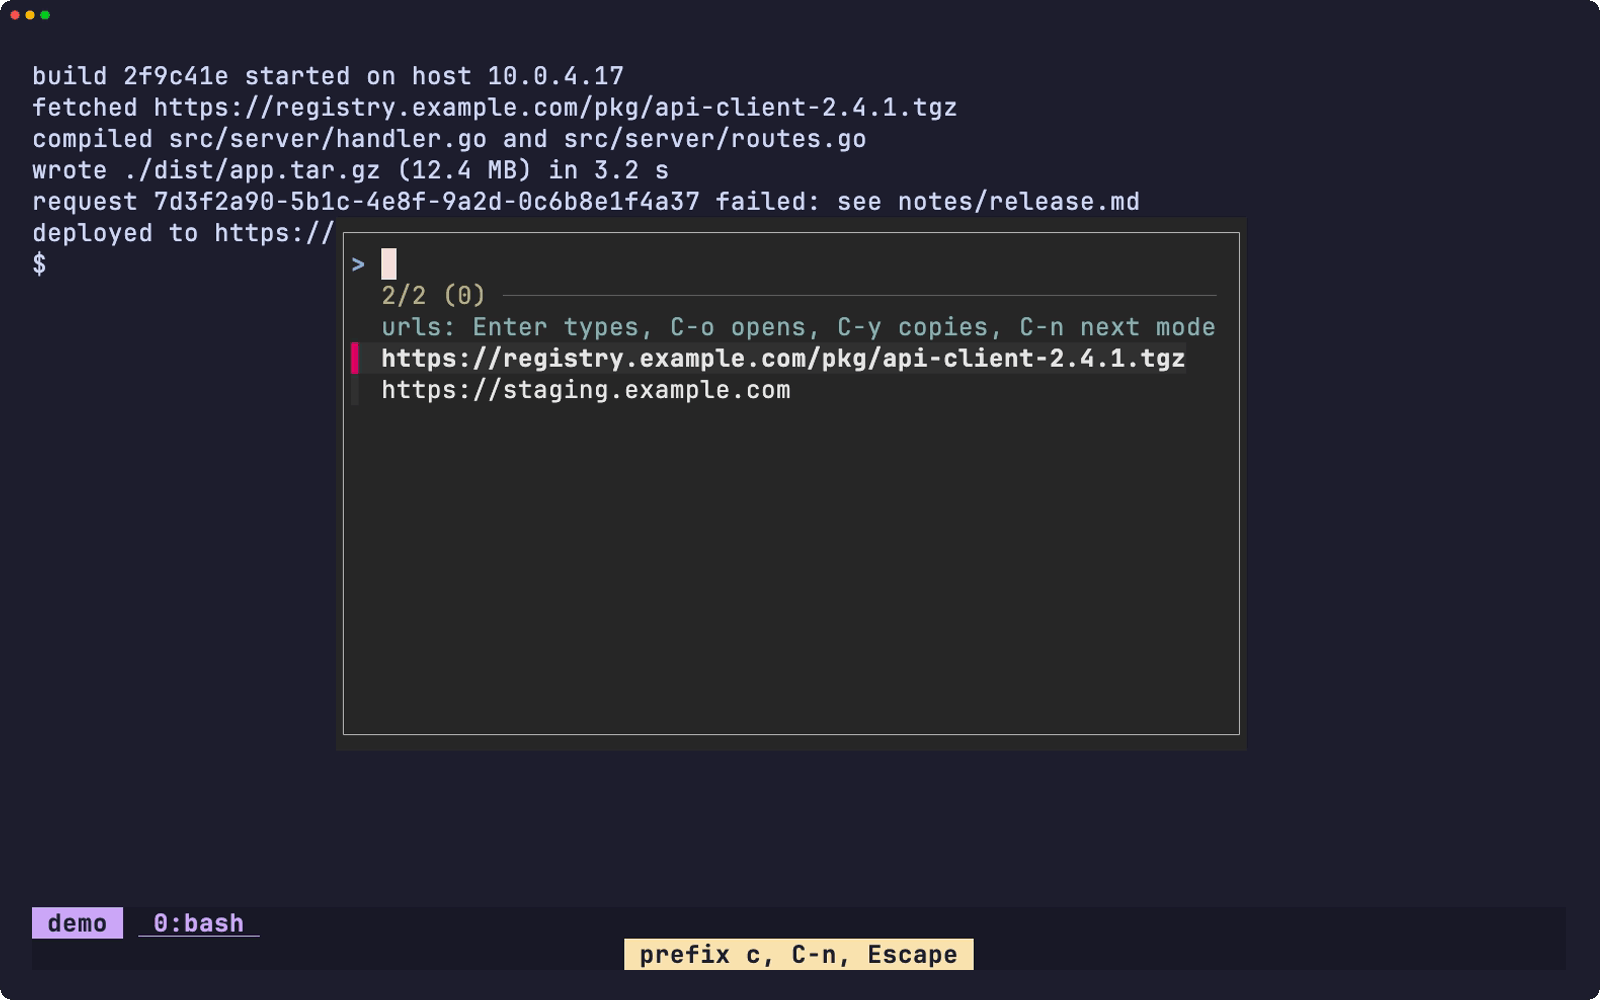 build 2f9c41e started on host 10.0.4.17
fetched https://registry.example.com/pkg/api-client-2.4.1.tgz
compiled src/server/handler.go and src/server/routes.go
wrote ./dist/app.tar.gz (12.4 MB) in 3.2 s
request 7d3f2a90-5b1c-4e8f-9a2d-0c6b8e1f4a37 failed: see notes/release.md
deployed to https://
$
>
2/2 (0)
urls: Enter types, C-o opens, C-y copies, C-n next mode
https://registry.example.com/pkg/api-client-2.4.1.tgz
https://staging.example.com
demo 0:bash
prefix c, C-n, Escape